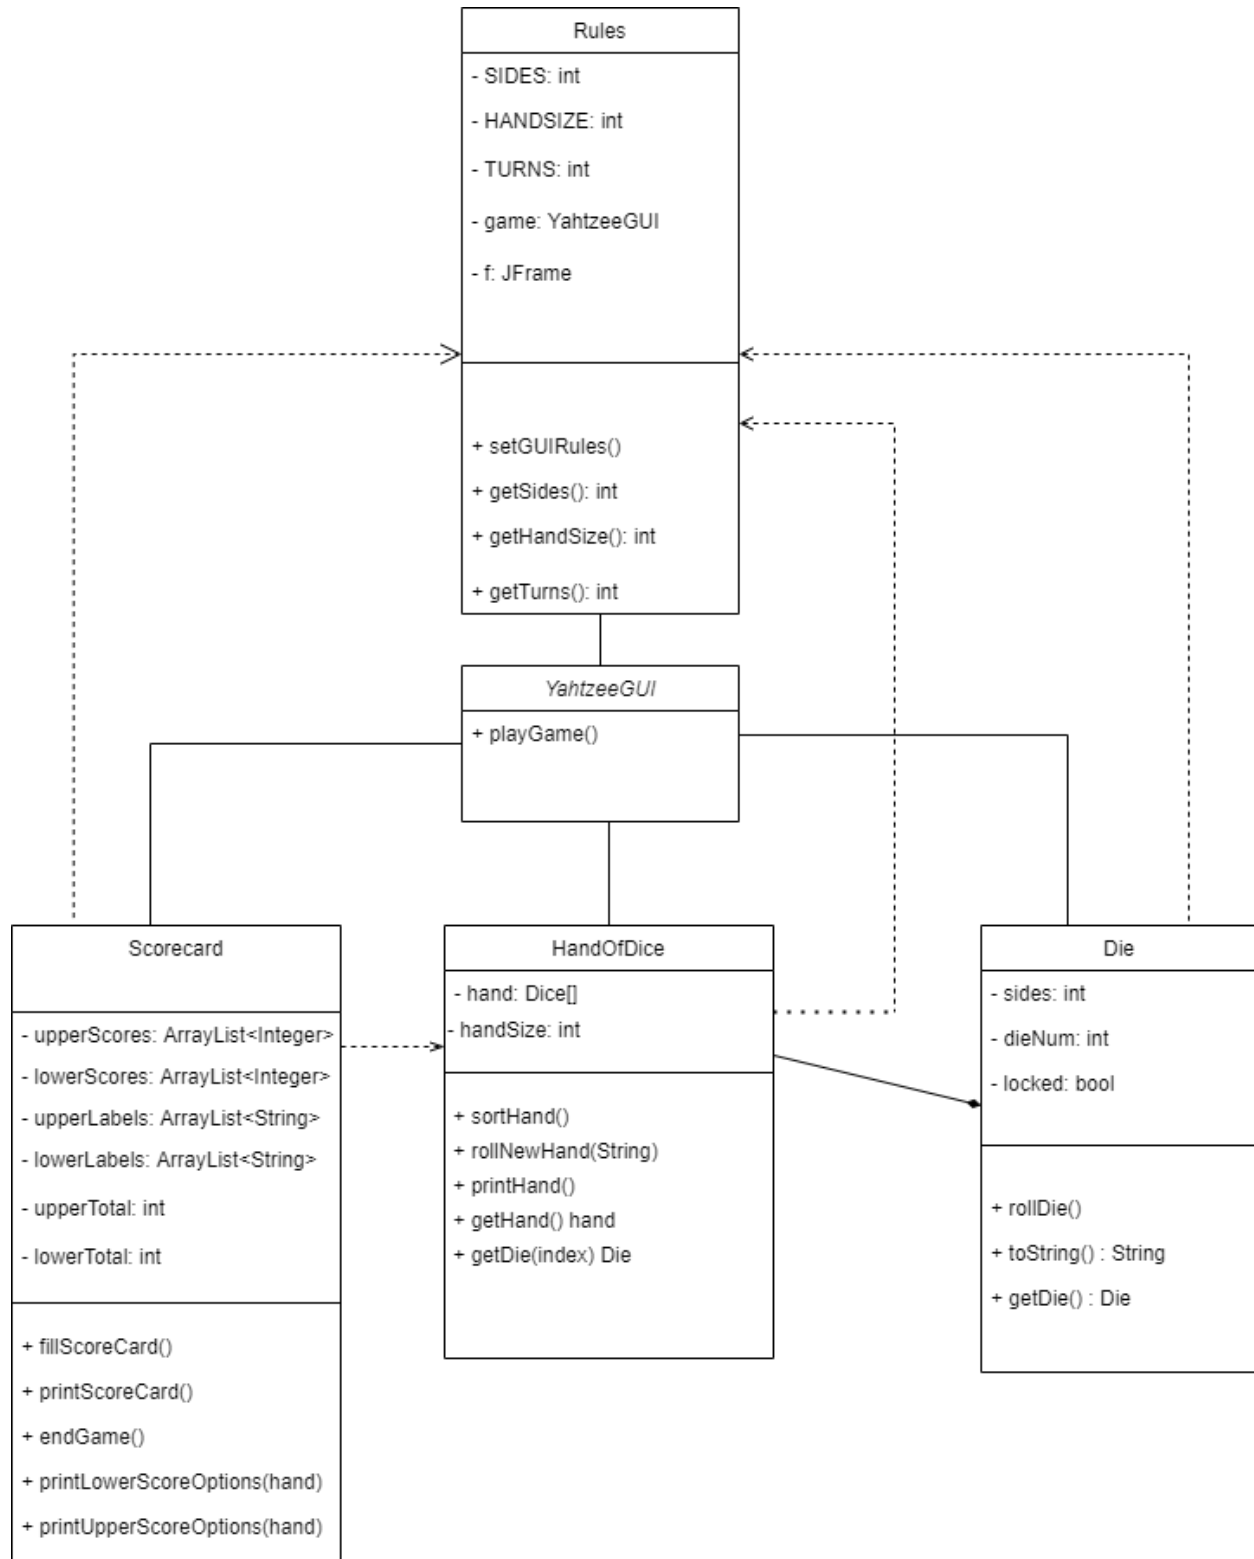 Rules
- SIDES: int
- HANDSIZE: int
- TURNS: int
- game: YahtzeeGUI
- f: JFrame
+ setGUIRules()
+ getSides(): int
+ getHandSize(): int
+ getTurns(): int
YahtzeeGUI
+ playGame()
Scorecard
- upperScores: ArrayList<Integer>
- lowerScores: ArrayList<Integer>
- upperLabels: ArrayList<String>
- lowerLabels: ArrayList<String>
- upperTotal: int
- lowerTotal: int
+ fillScoreCard()
+ printScoreCard()
+ endGame()
+ printLowerScoreOptions(hand)
+ printUpperScoreOptions(hand)
HandOfDice
- hand: Dice[]
- handSize: int
+ sortHand()
+ rollNewHand(String)
+ printHand()
+ getHand() hand
+ getDie(index) Die
Die
- sides: int
- dieNum: int
- locked: bool
+ rollDie()
+ toString() : String
+ getDie() : Die